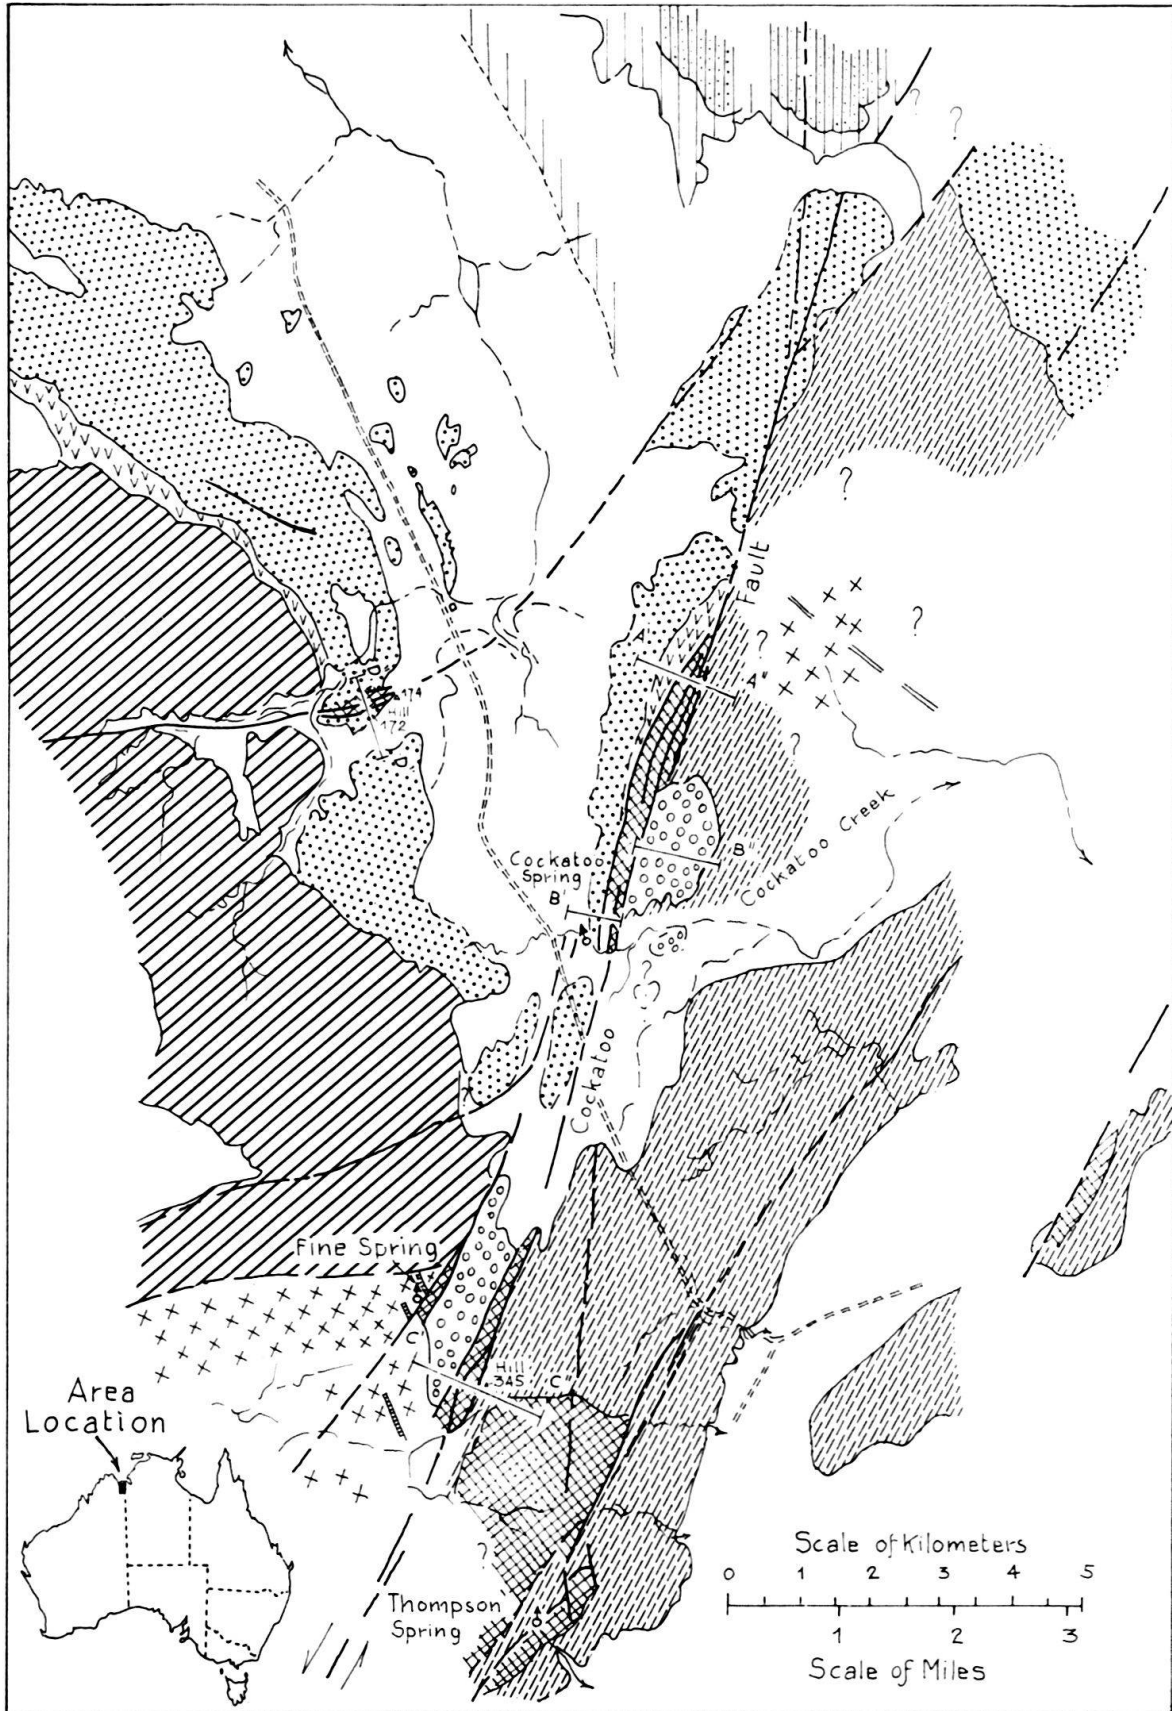 ?
?
?
Fault
A'
?
?
A"
D
174
Hill
172
D'
?
Cockatoo
Spring
B
B'
Cockatoo Creek
?
Cockatoo
Fine Spring
C'
Hill
345
C
Area
Location
?
Thompson
Spring
Scale of Kilometers
0 1 2 3 4 5
1 2 3
Scale of Miles